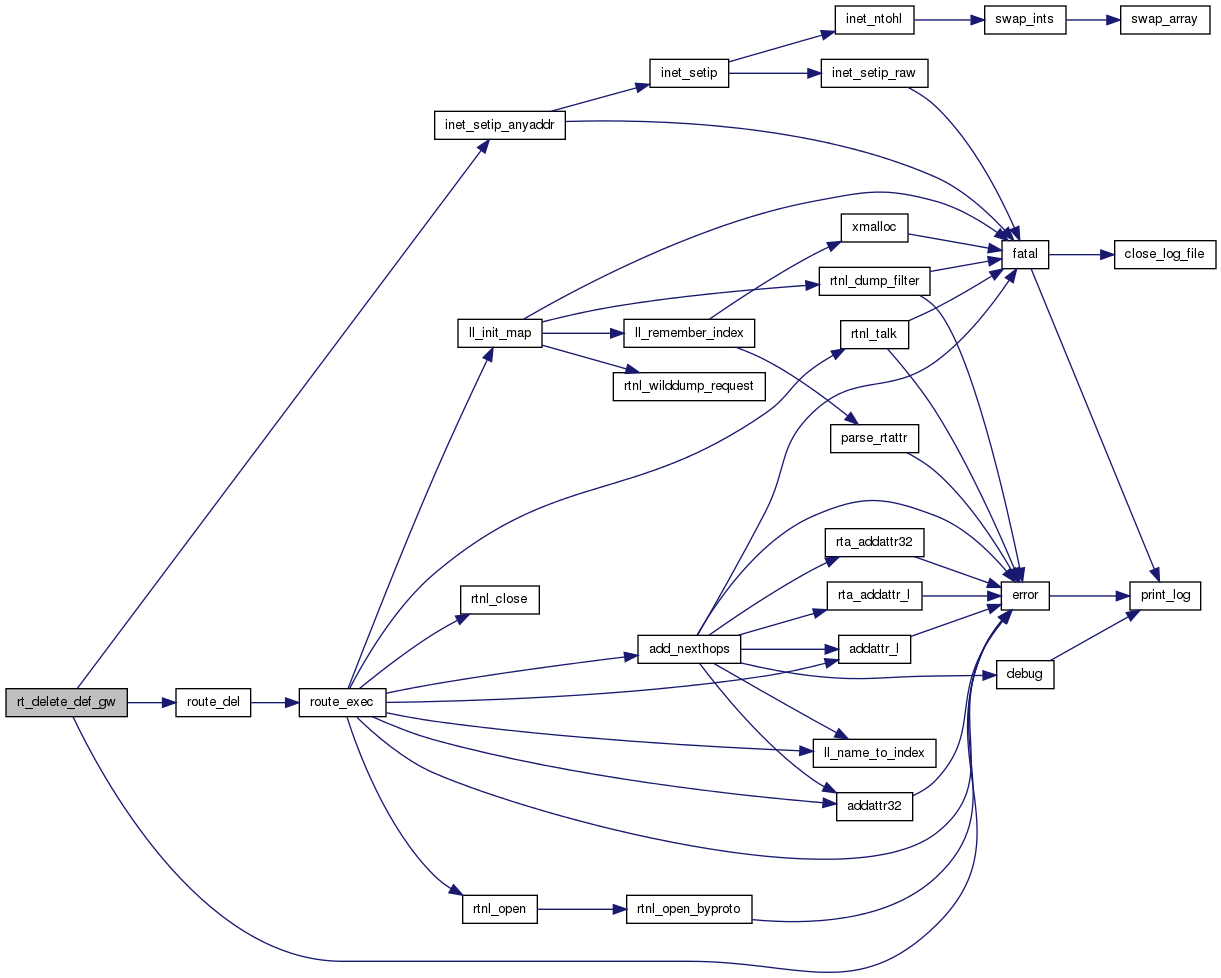 inet_ntohl
swap_ints
swap_array
inet_setip
inet_setip_raw
inet_setip_anyaddr
xmalloc
fatal
close_log_file
rtnl_dump_filter
ll_init_map
ll_remember_index
rtnl_talk
rtnl_wilddump_request
parse_rtattr
rta_addattr32
rtnl_close
rta_addattr_l
error
print_log
add_nexthops
addattr_l
debug
rt_delete_def_gw
route_del
route_exec
ll_name_to_index
addattr32
rtnl_open
rtnl_open_byproto